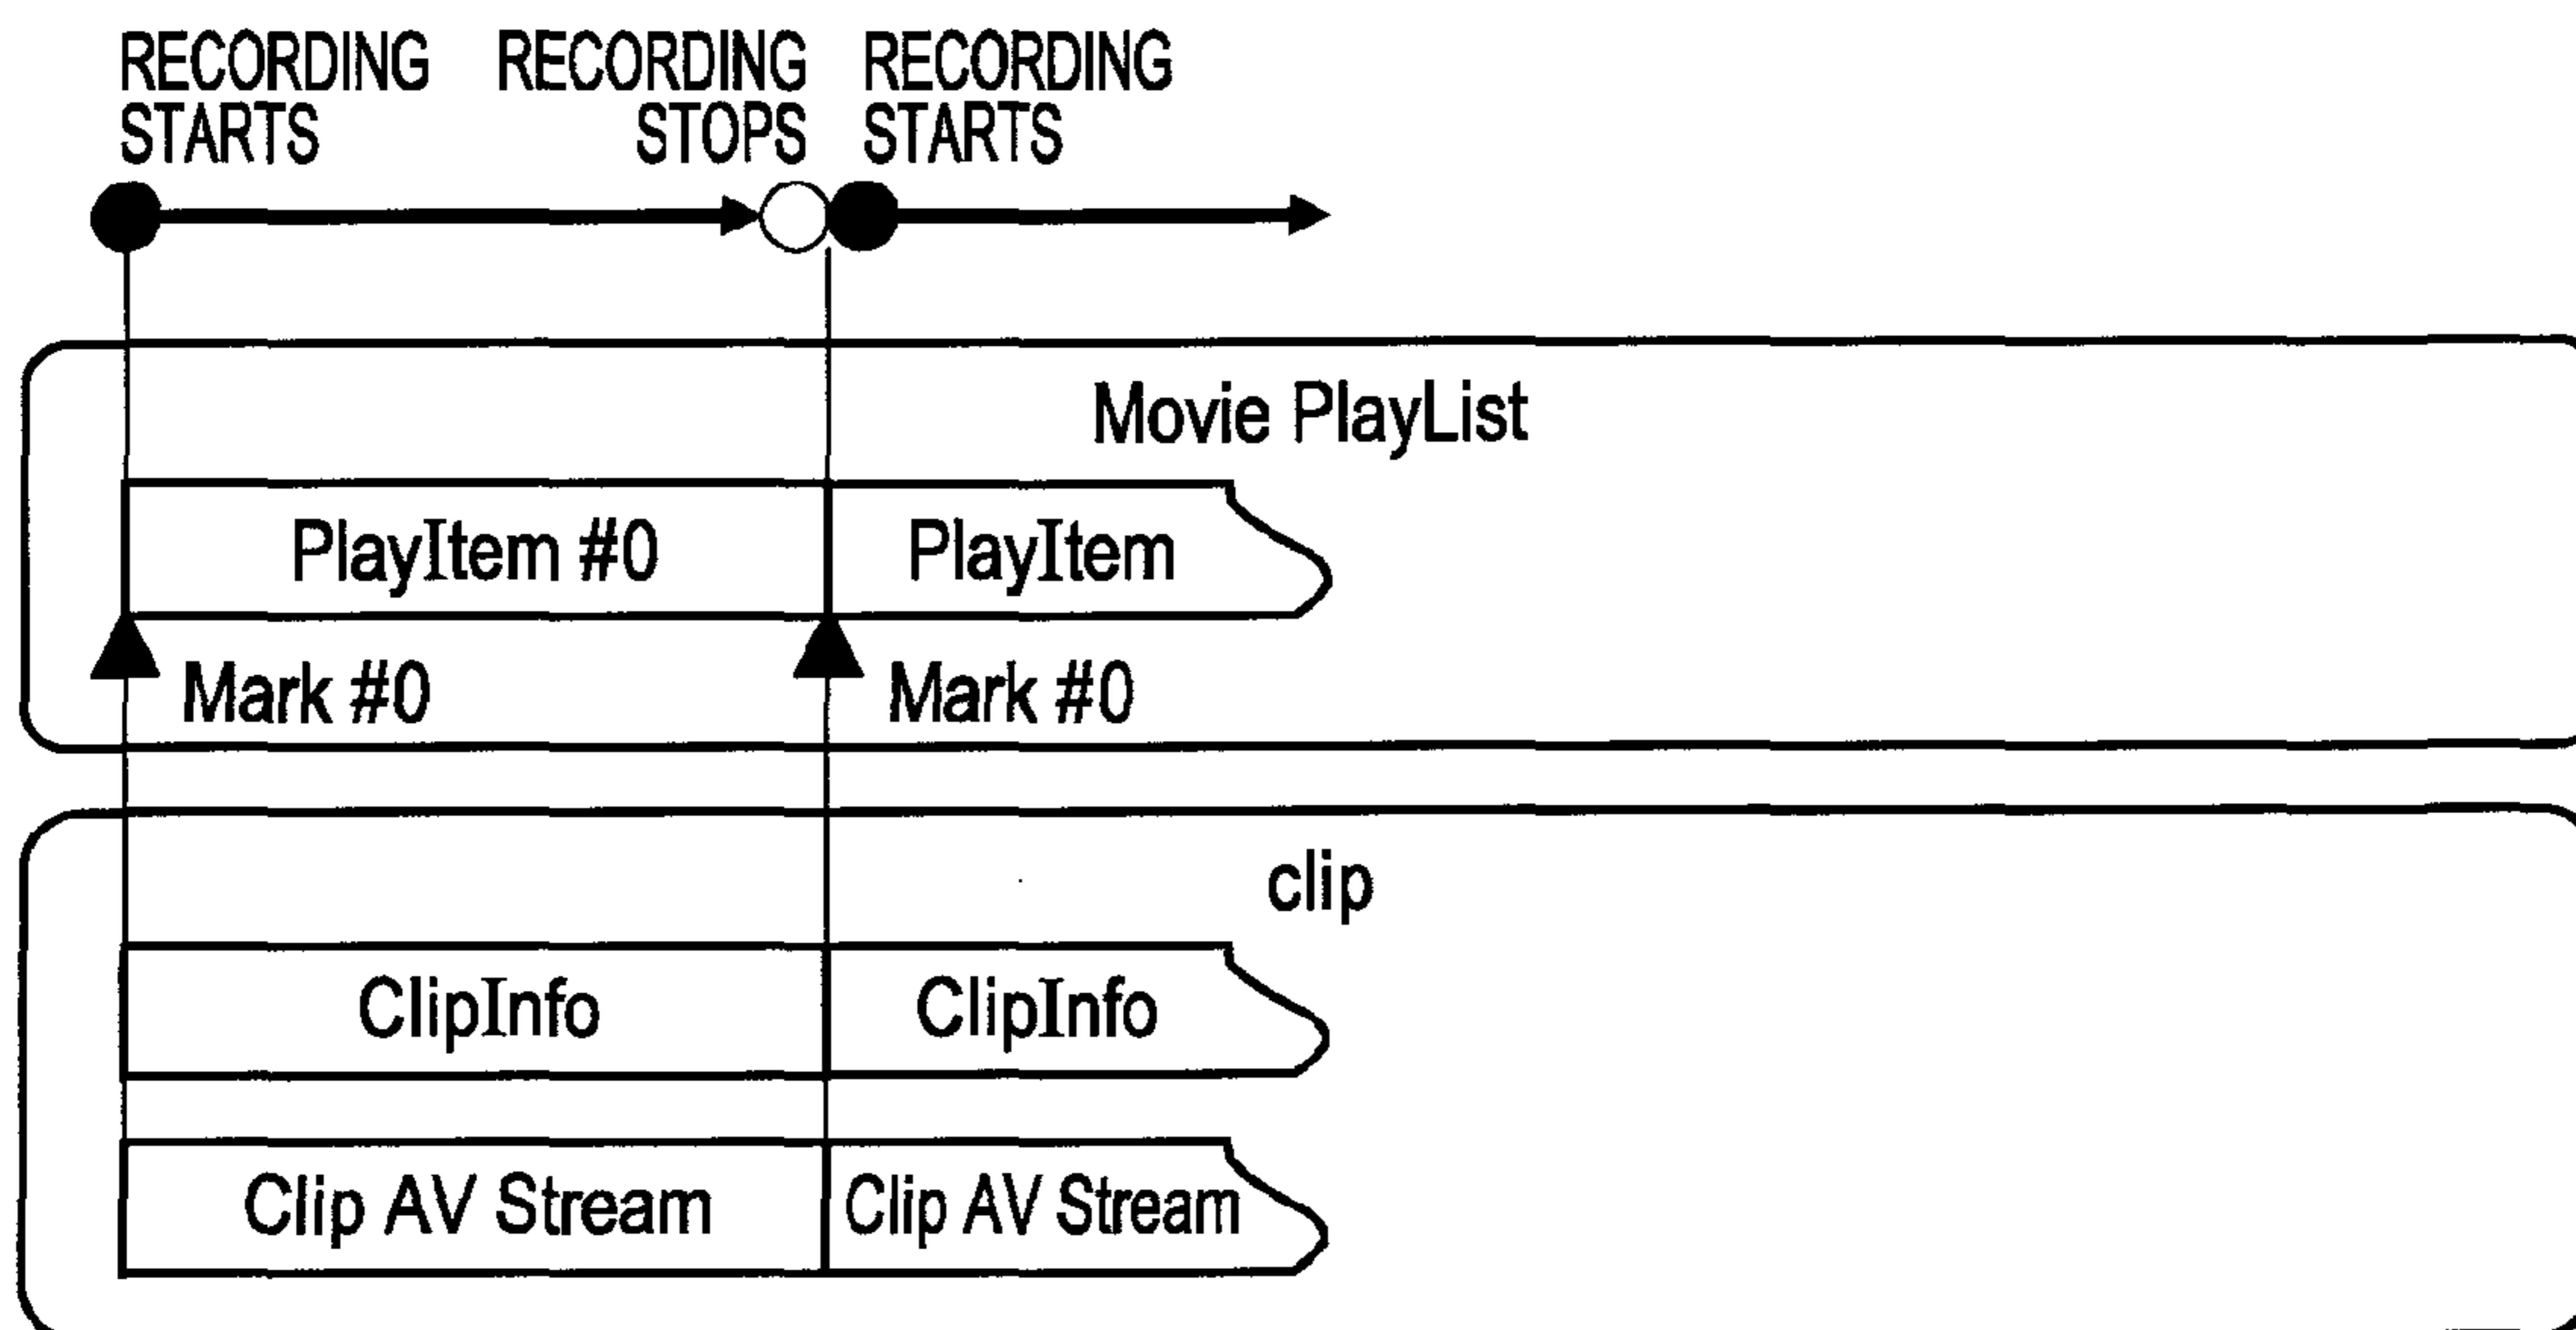 RECORDING STARTS
RECORDING STOPS
RECORDING STARTS
Movie PlayList
PlayItem #0
PlayItem
Mark #0
Mark #0
clip
ClipInfo
ClipInfo
Clip AV Stream
Clip AV Stream